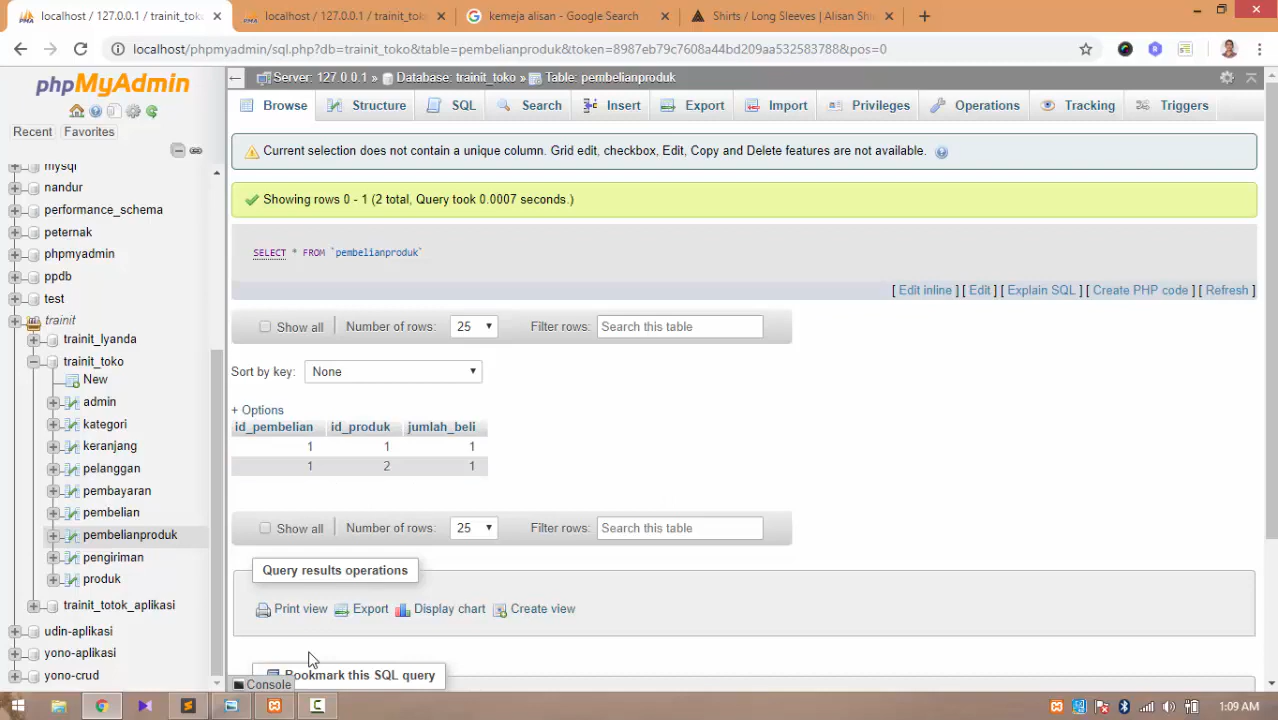 localhost / 127.0.0.1 / trainit_tok
localhost / 127.0.0.1 / trainit_tok
kemeja alisan - Google Search
Shirts / Long Sleeves | Alisan Shi
localhost/phpmyadmin/sql.php?db=trainit_toko&table=pembelianproduk&token=8987eb79c7608a44bd209aa532583788&pos=0
phpMyAdmin
Recent
Favorites
mysql
nandur
performance_schema
peternak
phpmyadmin
ppdb
test
trainit
trainit_lyanda
trainit_toko
New
admin
kategori
keranjang
pelanggan
pembayaran
pembelian
pembelianproduk
pengiriman
produk
trainit_totok_aplikasi
udin-aplikasi
yono-aplikasi
yono-crud
Server: 127.0.0.1 » Database: trainit_toko » Table: pembelianproduk
Browse Structure SQL Search Insert Export Import Privileges Operations Tracking Triggers
Current selection does not contain a unique column. Grid edit, checkbox, Edit, Copy and Delete features are not available.
Showing rows 0 - 1 (2 total, Query took 0.0007 seconds.)
SELECT * FROM `pembelianproduk`
[ Edit inline ] [ Edit ] [ Explain SQL ] [ Create PHP code ] [ Refresh ]
Show all Number of rows: 25 Filter rows: Search this table
Sort by key: None
+ Options
id_pembelian id_produk jumlah_beli
1 1 1
1 2 1
Show all Number of rows: 25 Filter rows: Search this table
Query results operations
Print view Export Display chart Create view
Bookmark this SQL query
Console
1:09 AM